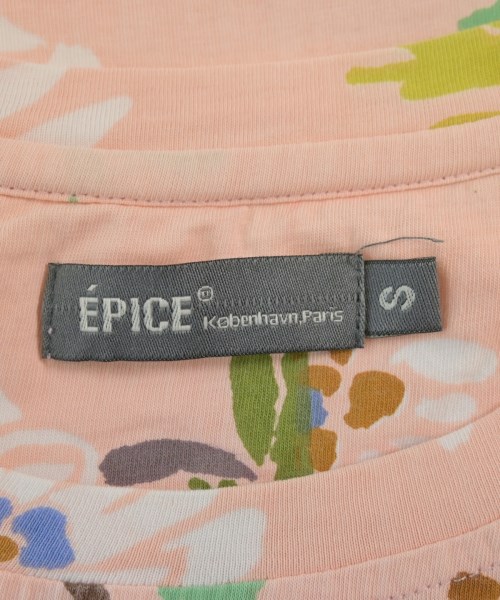 ÉPICE København, Paris
S